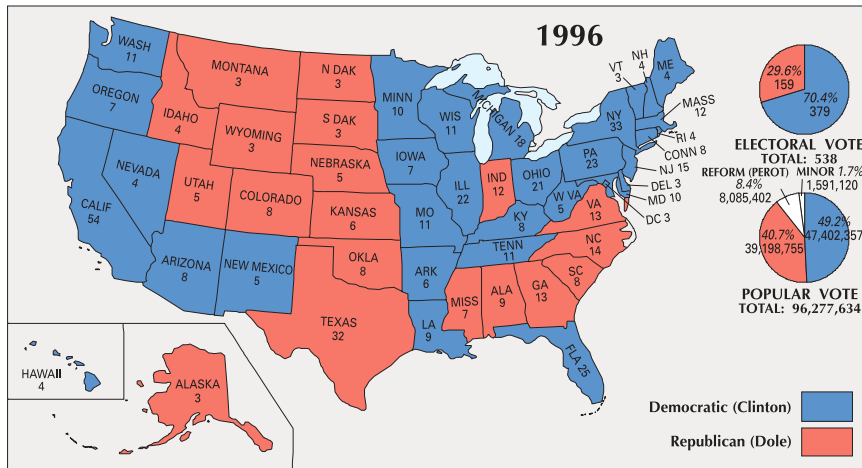 1996
WASH
11
OREGON
7
CALIF
54
NEVADA
4
IDAHO
4
MONTANA
3
WYOMING
3
UTAH
5
ARIZONA
8
COLORADO
8
NEW MEXICO
5
N DAK
3
S DAK
3
NEBRASKA
5
KANSAS
6
OKLA
8
TEXAS
32
MINN
10
IOWA
7
MO
11
ARK
6
LA
9
WIS
11
ILL
22
MICHIGAN 18
IND
12
OHIO
21
KY
8
TENN
11
MISS
7
ALA
9
GA
13
FLA 25
SC
8
NC
14
VA
13
W VA
5
PA
23
NY
33
VT
3
NH
4
ME
4
MASS
12
RI 4
CONN 8
NJ 15
DEL 3
MD 10
DC 3
HAWAII
4
ALASKA
3
29.6%
159
70.4%
379
ELECTORAL VOTE
TOTAL: 538
REFORM (PEROT)
8.4%
8,085,402
MINOR 1.7%
1,591,120
40.7%
39,198,755
49.2%
47,402,357
POPULAR VOTE
TOTAL: 96,277,634
Democratic (Clinton)
Republican (Dole)